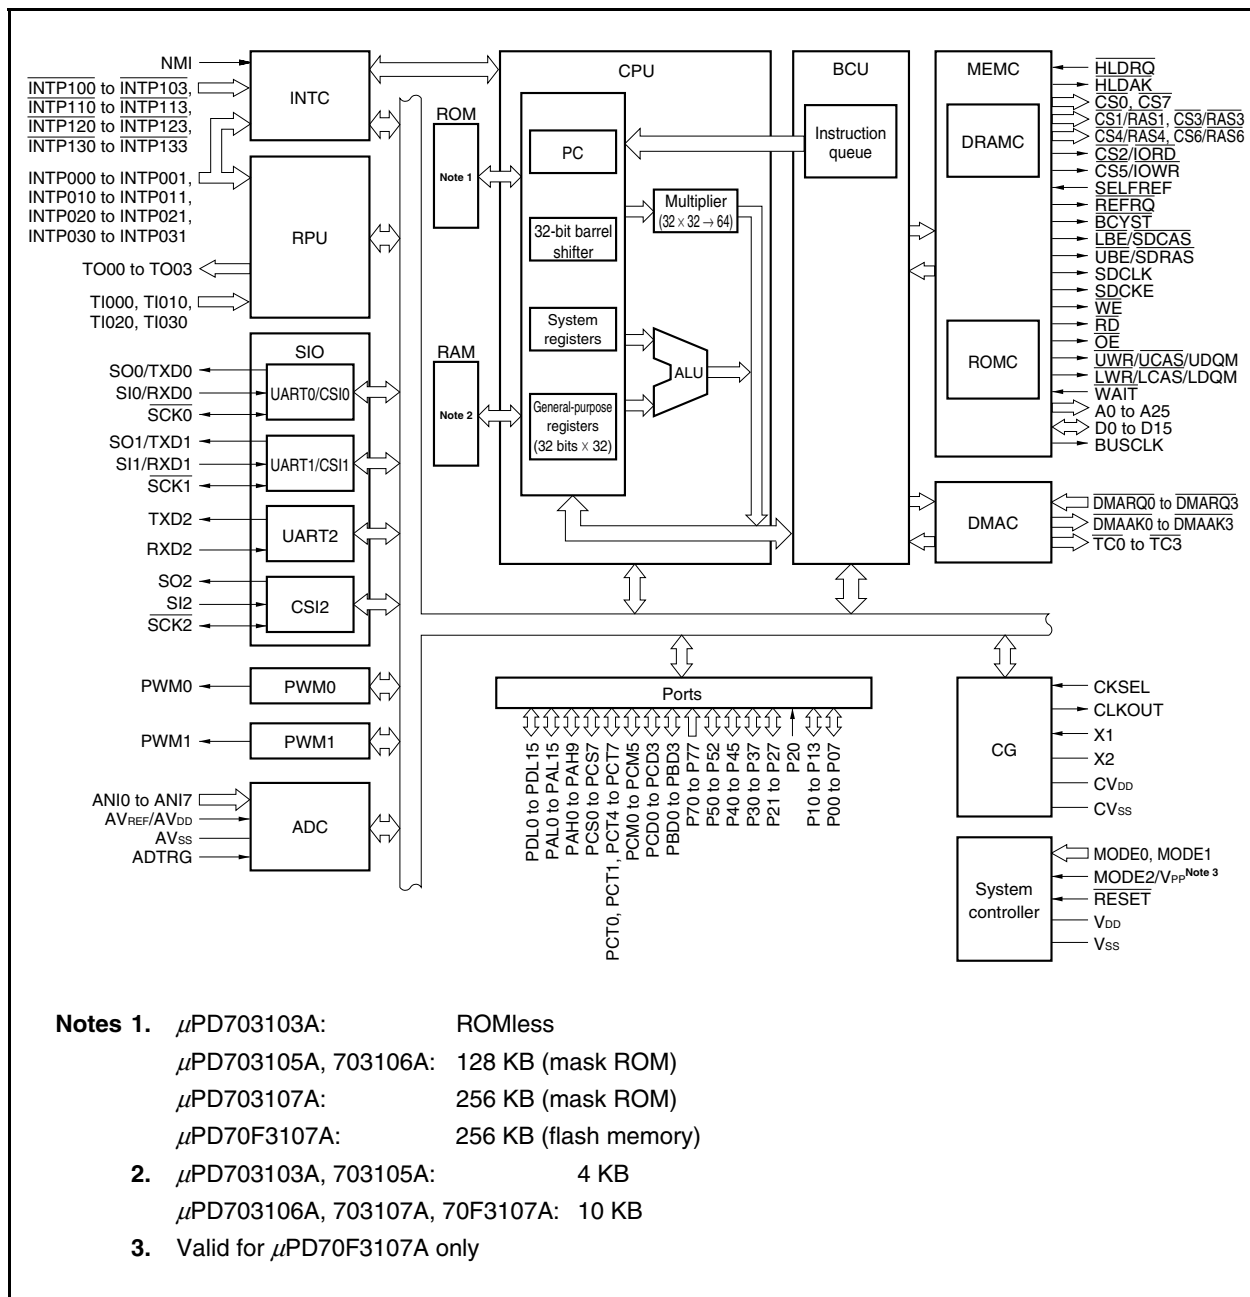 NMI
INTP100 to INTP103,
INTP110 to INTP113,
INTP120 to INTP123,
INTP130 to INTP133
INTP000 to INTP001,
INTP010 to INTP011,
INTP020 to INTP021,
INTP030 to INTP031
TO00 to TO03
TI000, TI010,
TI020, TI030
SO0/TXD0
SI0/RXD0
SCK0
SO1/TXD1
SI1/RXD1
SCK1
TXD2
RXD2
SO2
SI2
SCK2
PWM0
PWM1
ANI0 to ANI7
AVREF/AVDD
AVSS
ADTRG
INTC
RPU
SIO
UART0/CSI0
UART1/CSI1
UART2
CSI2
PWM0
PWM1
ADC
ROM
Note 1
RAM
Note 2
CPU
PC
32-bit barrel
shifter
System
registers
General-purpose
registers
(32 bits × 32)
Multiplier
(32 × 32 → 64)
ALU
BCU
Instruction
queue
MEMC
DRAMC
ROMC
DMAC
HLDRQ
HLDAK
CS0, CS7
CS1/RAS1, CS3/RAS3
CS4/RAS4, CS6/RAS6
CS2/IORD
CS5/IOWR
SELFREF
REFRQ
BCYST
LBE/SDCAS
UBE/SDRAS
SDCLK
SDCKE
WE
RD
OE
UWR/UCAS/UDQM
LWR/LCAS/LDQM
WAIT
A0 to A25
D0 to D15
BUSCLK
DMARQ0 to DMARQ3
DMAAK0 to DMAAK3
TC0 to TC3
Ports
PDL0 to PDL15
PAL0 to PAL15
PAH0 to PAH9
PCS0 to PCS7
PCT0, PCT1, PCT4 to PCT7
PCM0 to PCM5
PCD0 to PCD3
PBD0 to PBD3
P70 to P77
P50 to P52
P40 to P45
P30 to P37
P21 to P27
P20
P10 to P13
P00 to P07
CG
CKSEL
CLKOUT
X1
X2
CVDD
CVSS
System
controller
MODE0, MODE1
MODE2/VPP Note 3
RESET
VDD
VSS
Notes 1. μPD703103A: ROMless
μPD703105A, 703106A: 128 KB (mask ROM)
μPD703107A: 256 KB (mask ROM)
μPD70F3107A: 256 KB (flash memory)
2. μPD703103A, 703105A: 4 KB
μPD703106A, 703107A, 70F3107A: 10 KB
3. Valid for μPD70F3107A only